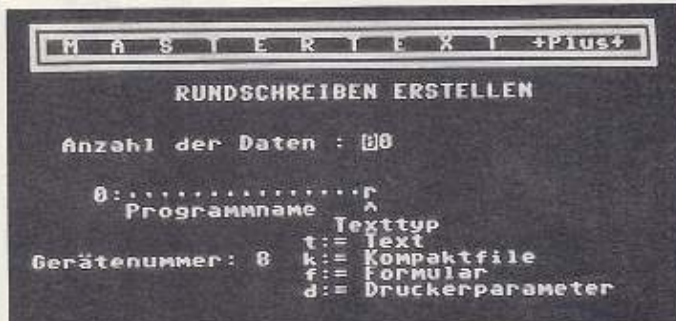 M A S T E R T E X T +Plus+
RUNDSCHREIBEN ERSTELLEN
Anzahl der Daten : 00
0:................r
Programmname ^
Texttyp
t:= Text
Gerätenummer: 8 k:= Kompaktfile
f:= Formular
d:= Druckerparameter